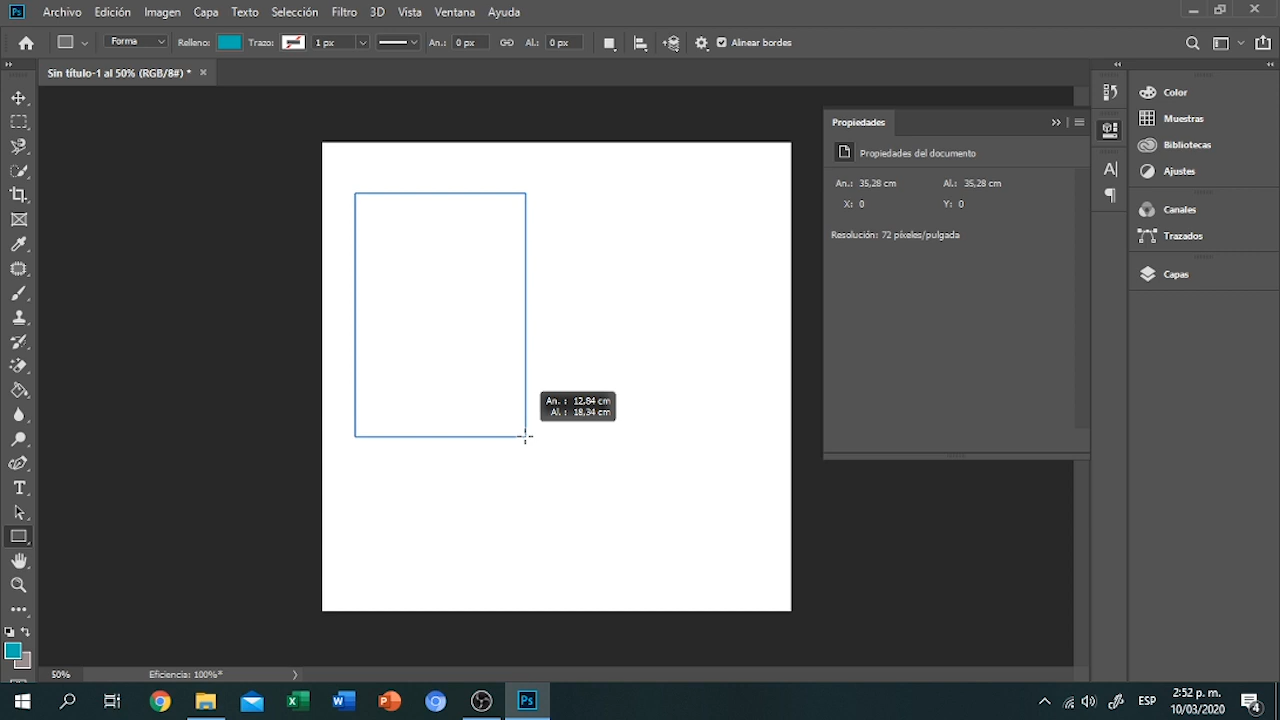 Ps Archivo Edición Imagen Capa Texto Selección Filtro 3D Vista Ventana Ayuda
Forma Relleno: Trazo: 1 px An.: 0 px Al.: 0 px Alinear bordes
Sin título-1 al 50% (RGB/8#) *
Propiedades
Propiedades del documento
An.: 35,28 cm Al.: 35,28 cm
X: 0 Y: 0
Resolución: 72 píxeles/pulgada
Color
Muestras
Bibliotecas
Ajustes
Canales
Trazados
Capas
An. : 12,84 cm
Al. : 18,34 cm
50% Eficiencia: 100%*
Ps
ESP
2:52 p. m.
10/03/2020
4